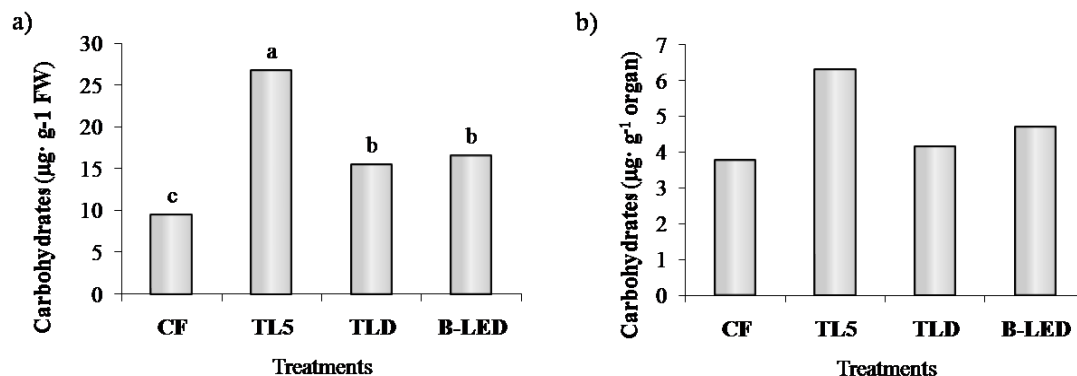 a)
Carbohydrates (µg· g-1 FW)
30
25
20
15
10
5
0
c
a
b
b
CF TL5 TLD B-LED
Treatments
b)
Carbohydrates (µg· g⁻¹ organ)
7
6
5
4
3
2
1
0
CF TL5 TLD B-LED
Treatments